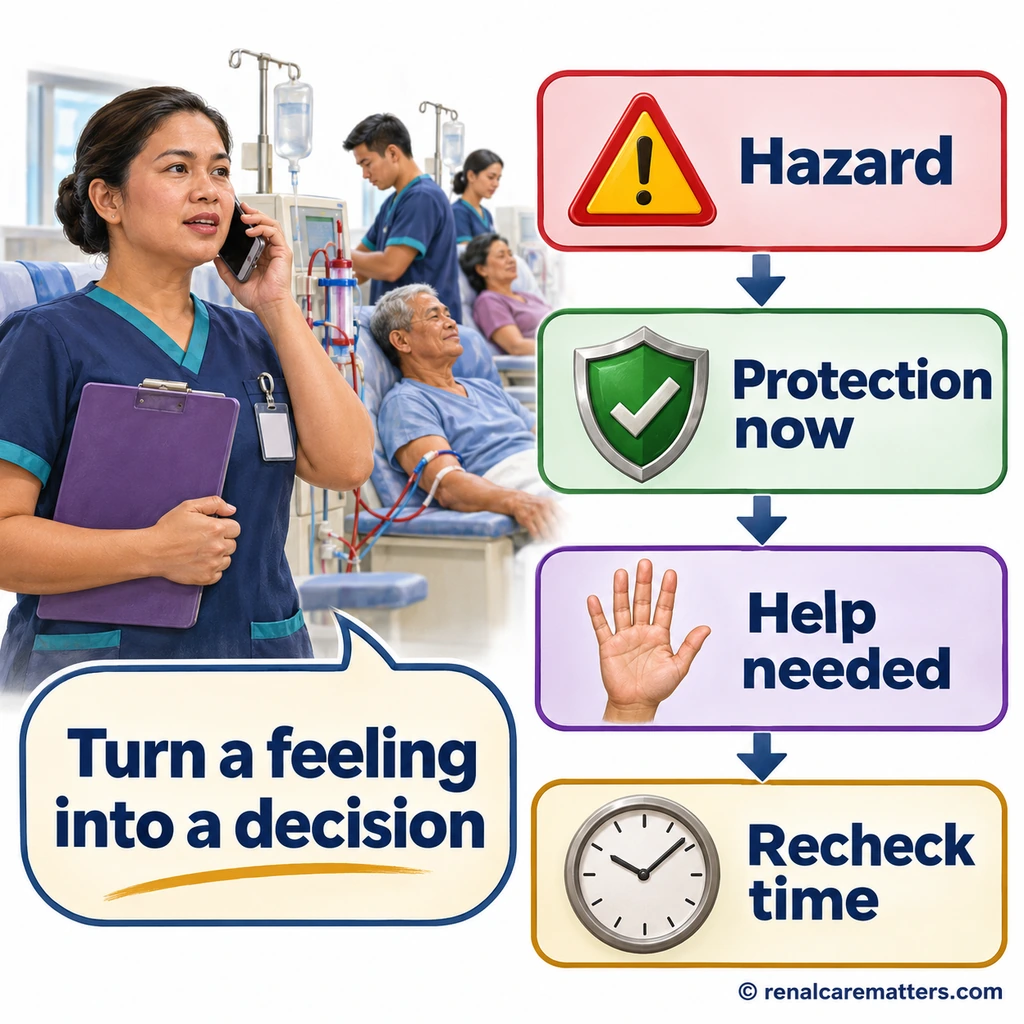 Hazard
Protection
now
Help
needed
Recheck
time
Turn a feeling
into a decision
© renalcarematters.com